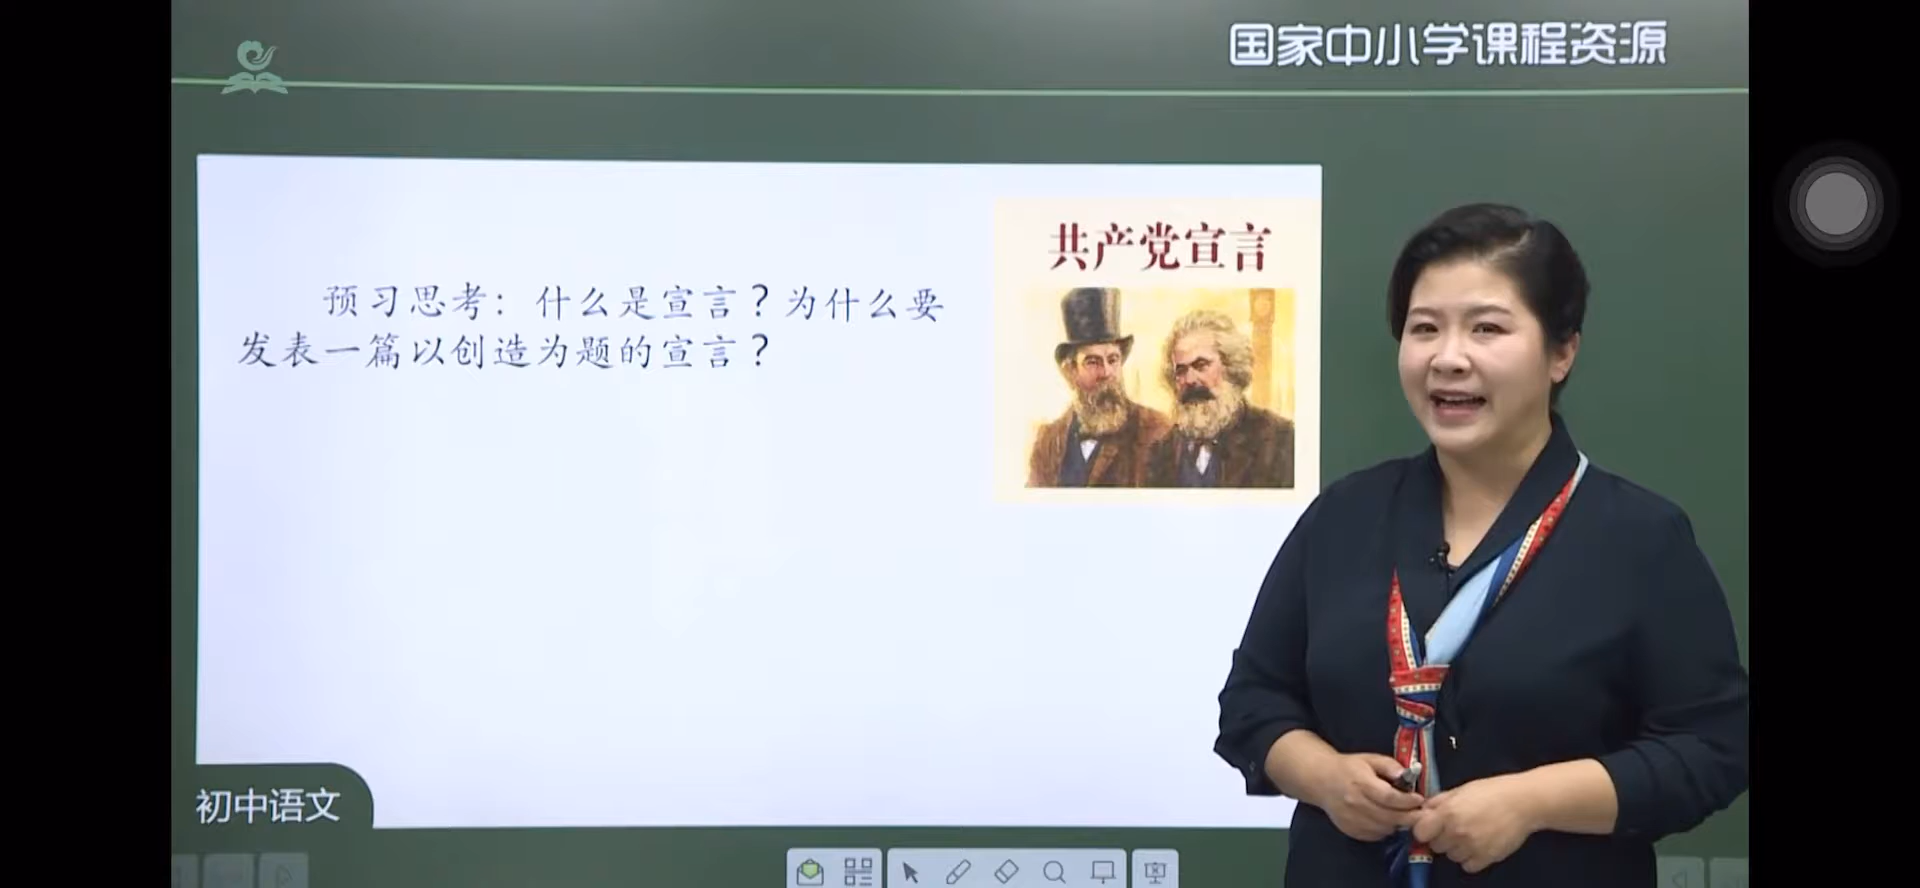 国家中小学课程资源
共产党宣言
预习思考：什么是宣言？为什么要
发表一篇以创造为题的宣言？
初中语文